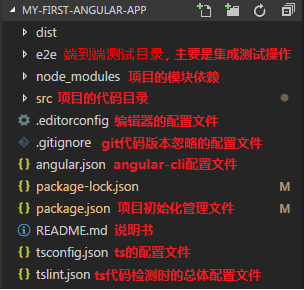 MY-FIRST-ANGULAR-APP
dist
e2e 端到端测试目录，主要是集成测试操作
node_modules 项目的模块依赖
src 项目的代码目录
.editorconfig 编辑器的配置文件
.gitignore git代码版本忽略的配置文件
angular.json angular-cli配置文件
package-lock.json M
package.json 项目初始化管理文件 M
README.md 说明书
tsconfig.json ts的配置文件
tslint.json ts代码检测时的总体配置文件